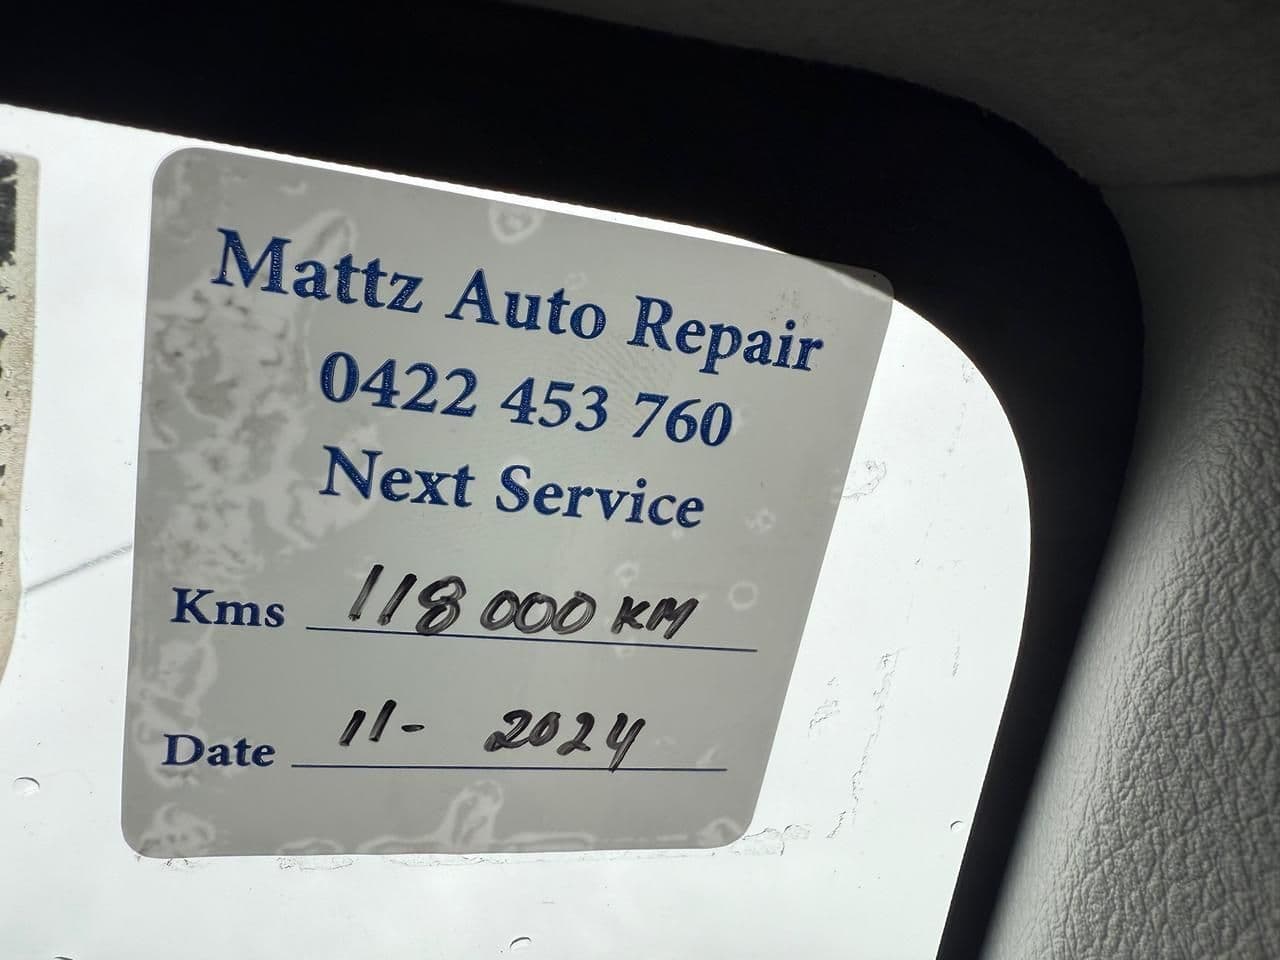 Mattz Auto Repair
0422 453 760
Next Service
Kms 118 000 KM
Date 11- 2024